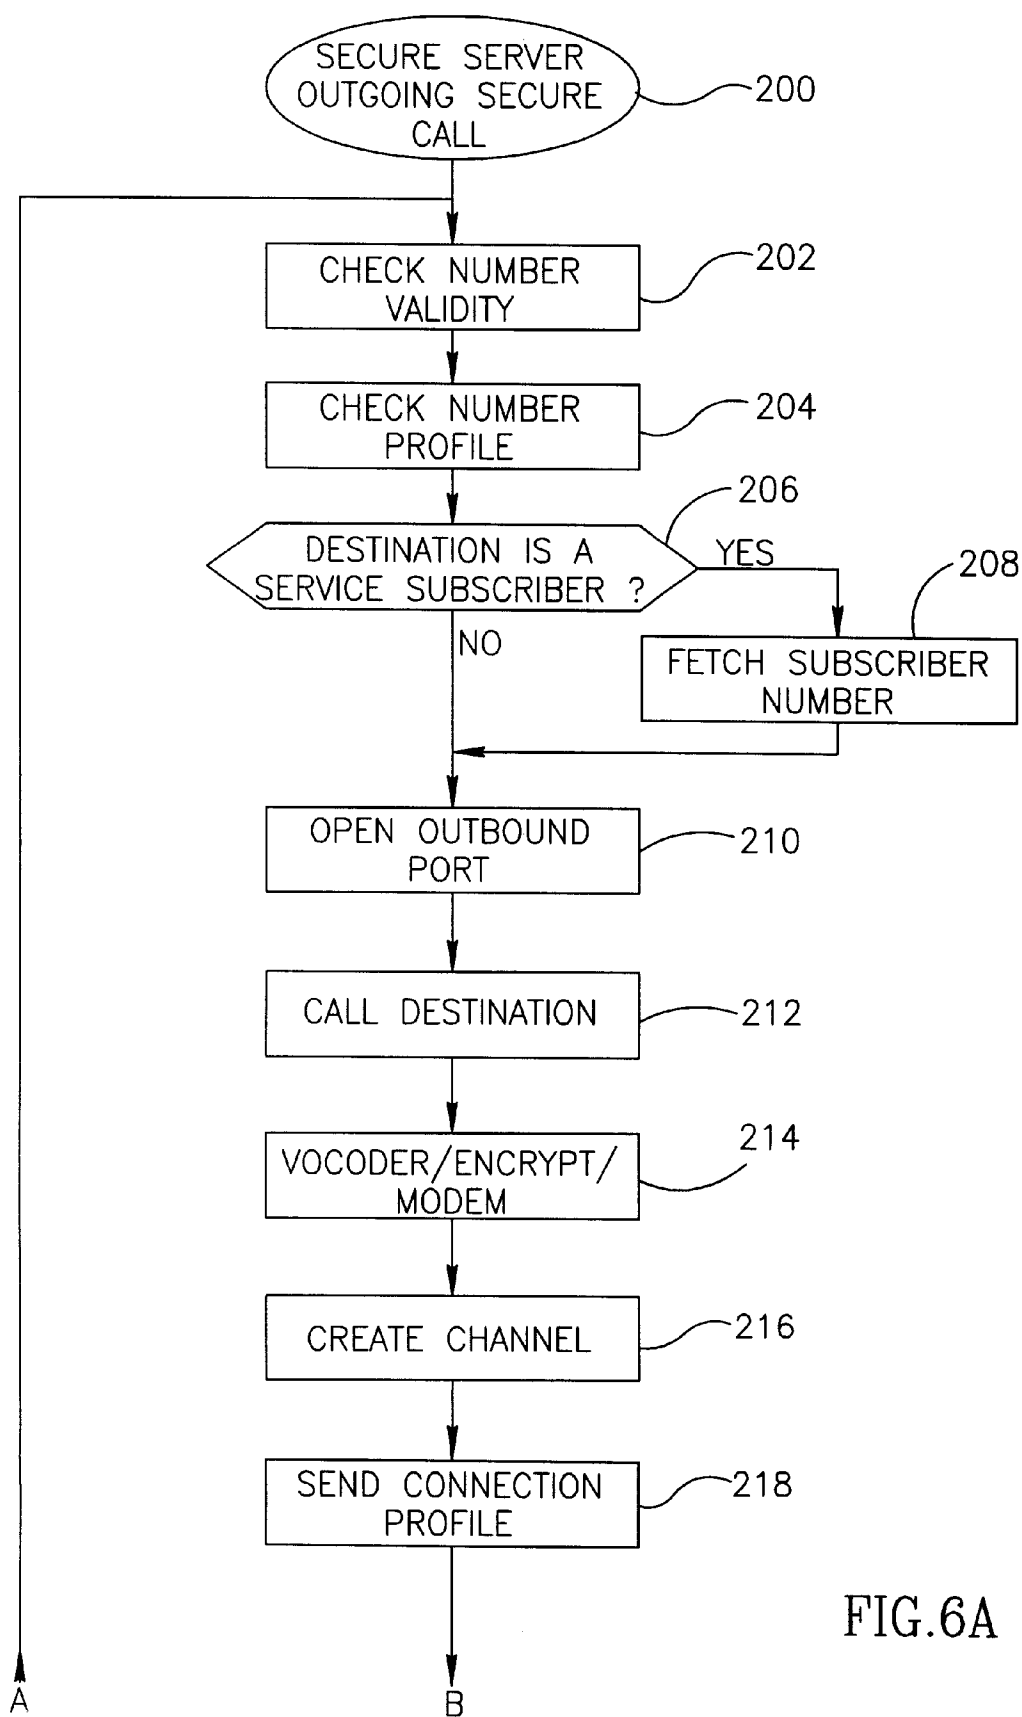 SECURE SERVER
OUTGOING SECURE
CALL
200
CHECK NUMBER
VALIDITY
202
CHECK NUMBER
PROFILE
204
206
DESTINATION IS A
SERVICE SUBSCRIBER ?
YES
208
NO
FETCH SUBSCRIBER
NUMBER
OPEN OUTBOUND
PORT
210
CALL DESTINATION
212
VOCODER/ENCRYPT/
MODEM
214
CREATE CHANNEL
216
SEND CONNECTION
PROFILE
218
FIG.6A
A
B